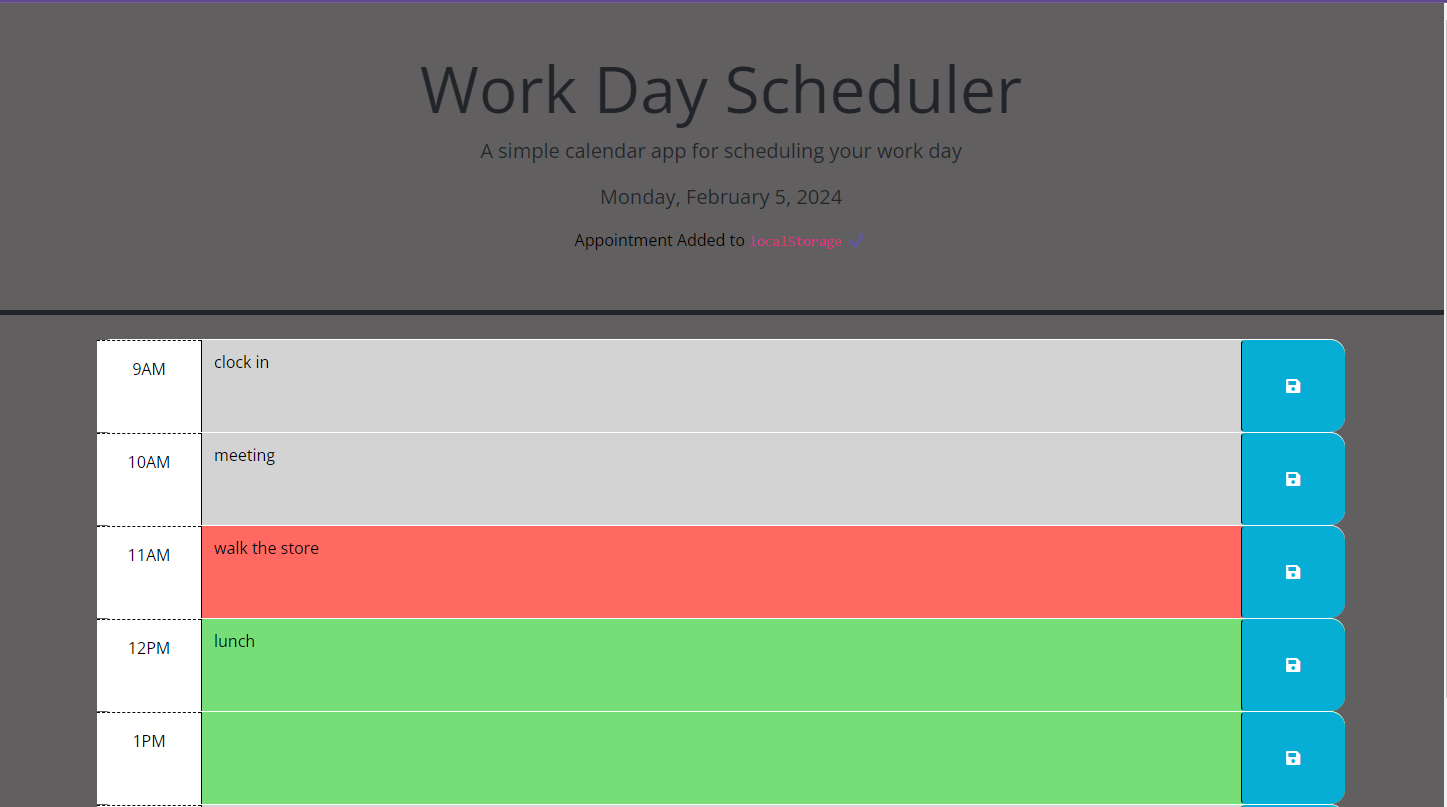 Work Day Scheduler
A simple calendar app for scheduling your work day
Monday, February 5, 2024
Appointment Added to localStorage ✔
9AM
clock in
10AM
meeting
11AM
walk the store
12PM
lunch
1PM